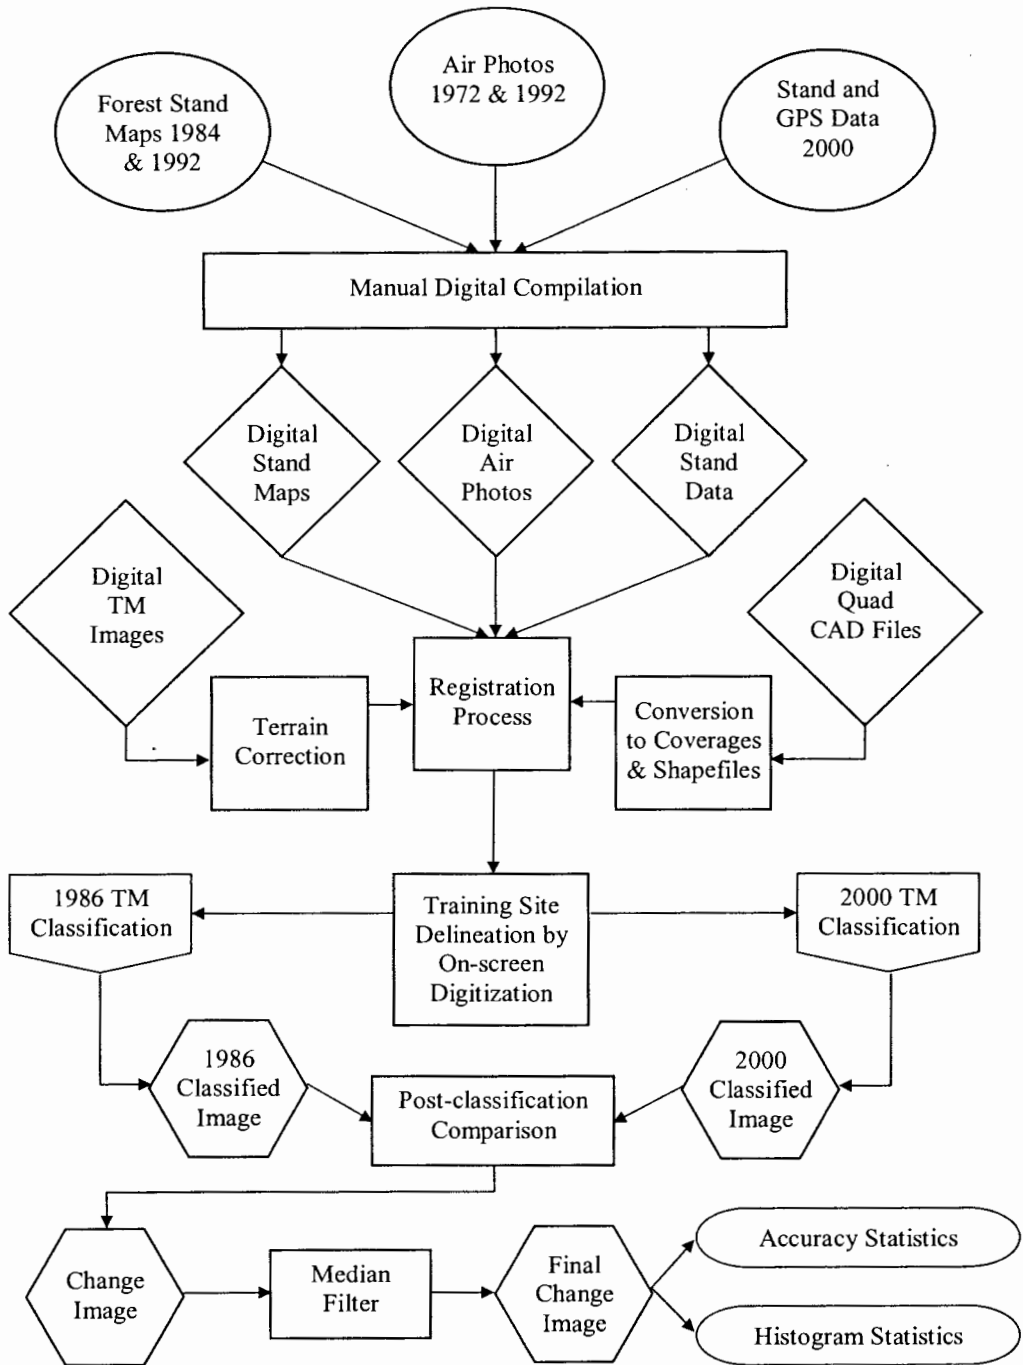 Forest Stand
Maps 1984
& 1992
Air Photos
1972 & 1992
Stand and
GPS Data
2000
Manual Digital Compilation
Digital
Stand
Maps
Digital
Air
Photos
Digital
Stand
Data
Digital
TM
Images
Digital
Quad
CAD Files
Terrain
Correction
Registration
Process
Conversion
to Coverages
& Shapefiles
1986 TM
Classification
Training Site
Delineation by
On-screen
Digitization
2000 TM
Classification
1986
Classified
Image
Post-classification
Comparison
2000
Classified
Image
Change
Image
Median
Filter
Final
Change
Image
Accuracy Statistics
Histogram Statistics